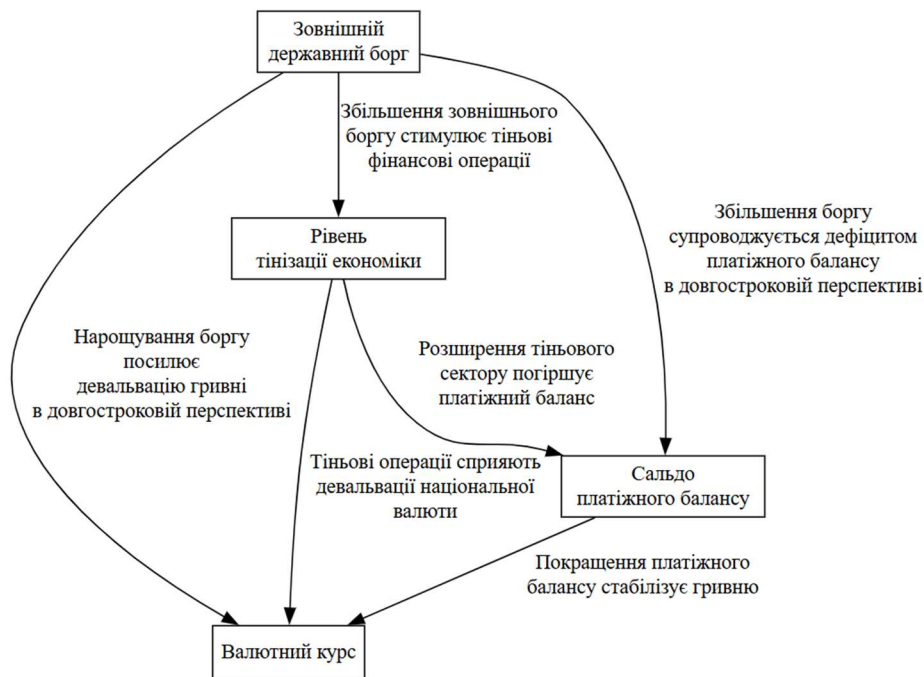 Зовнішній
державний борг
Збільшення зовнішнього
боргу стимулює тіньові
фінансові операції
Рівень
тінізації економіки
Збільшення боргу
супроводжується дефіцитом
платіжного балансу
в довгостроковій перспективі
Нарощування боргу
посилює
девальвацію гривні
в довгостроковій перспективі
Розширення тіньового
сектору погіршує
платіжний баланс
Тіньові операції сприяють
девальвації національної
валюти
Сальдо
платіжного балансу
Покращення платіжного
балансу стабілізує гривню
Валютний курс